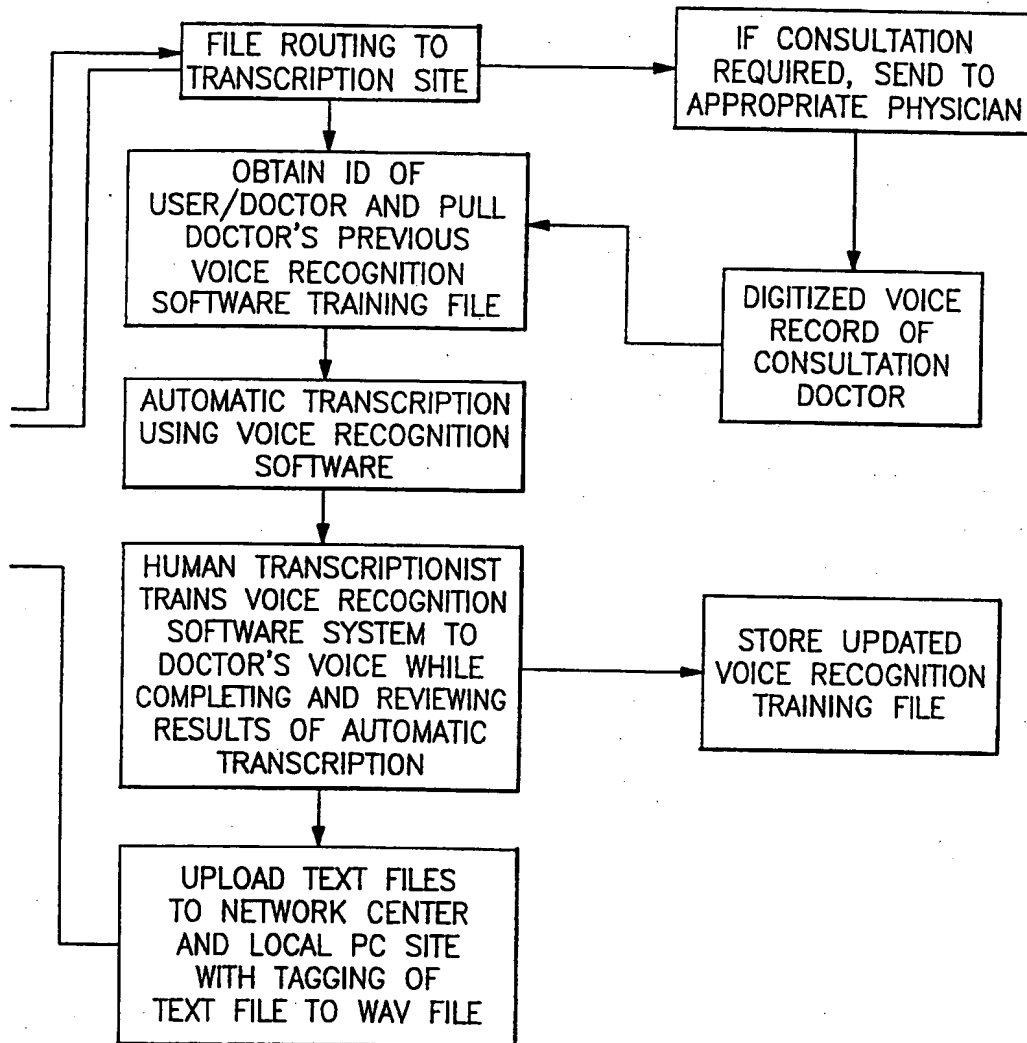 FILE ROUTING TO
TRANSCRIPTION SITE
IF CONSULTATION
REQUIRED, SEND TO
APPROPRIATE PHYSICIAN
OBTAIN ID OF
USER/DOCTOR AND PULL
DOCTOR'S PREVIOUS
VOICE RECOGNITION
SOFTWARE TRAINING FILE
DIGITIZED VOICE
RECORD OF
CONSULTATION
DOCTOR
AUTOMATIC TRANSCRIPTION
USING VOICE RECOGNITION
SOFTWARE
HUMAN TRANSCRIPTIONIST
TRAINS VOICE RECOGNITION
SOFTWARE SYSTEM TO
DOCTOR'S VOICE WHILE
COMPLETING AND REVIEWING
RESULTS OF AUTOMATIC
TRANSCRIPTION
STORE UPDATED
VOICE RECOGNITION
TRAINING FILE
UPLOAD TEXT FILES
TO NETWORK CENTER
AND LOCAL PC SITE
WITH TAGGING OF
TEXT FILE TO WAV FILE